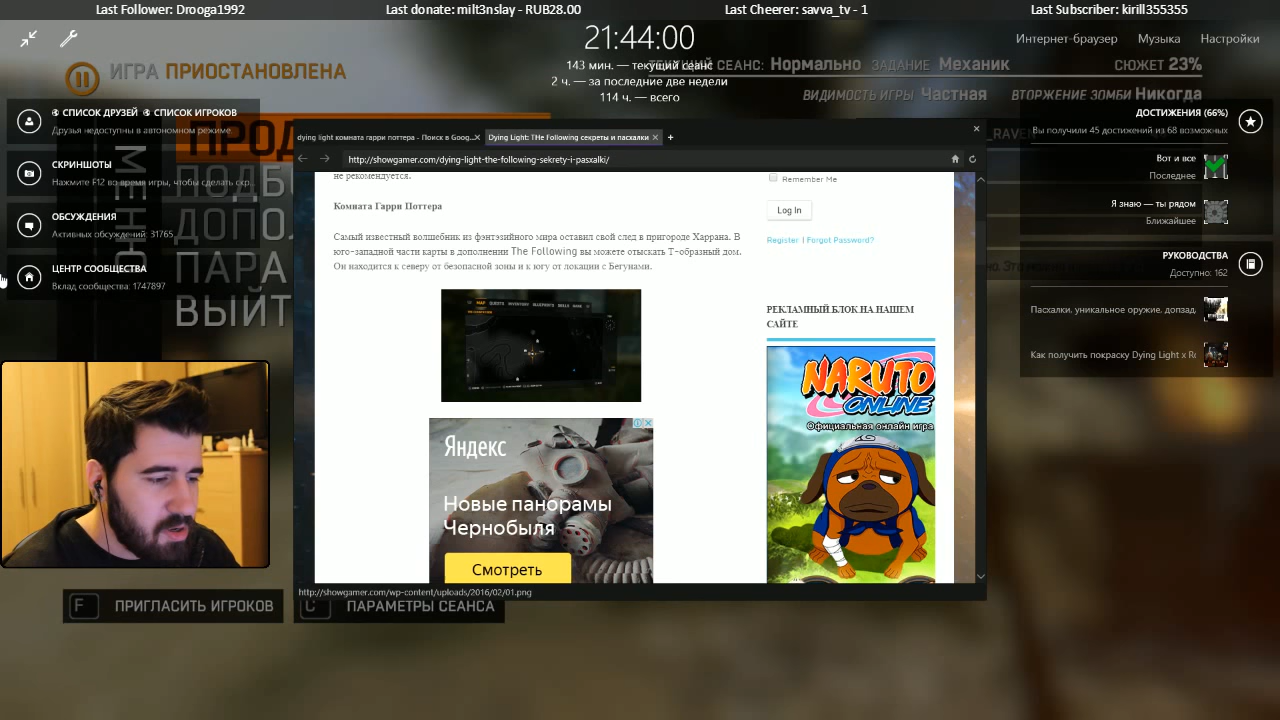 Last Follower: Drooga1992
Last donate: milt3nslay - RUB28.00
Last Cheerer: savva_tv - 1
Last Subscriber: kirill355355
21:44:00
143 мин. — текущий сеанс
2 ч. — за последние две недели
114 ч. — всего
Интернет-браузер
Музыка
Настройки
ИГРА ПРИОСТАНОВЛЕНА
СЕАНС: Нормально
ЗАДАНИЕ Механик
СЮЖЕТ 23%
ВИДИМОСТЬ ИГРЫ Частная
ВТОРЖЕНИЕ ЗОМБИ Никогда
МЕНЮ
ПРОД
ПОДБ
ДОПО
ПАРА
ВЫЙТ
СПИСОК ДРУЗЕЙ
СПИСОК ИГРОКОВ
Друзья недоступны в автономном режиме.
СКРИНШОТЫ
Нажмите F12 во время игры, чтобы сделать скр...
ОБСУЖДЕНИЯ
Активных обсуждений: 31765
ЦЕНТР СООБЩЕСТВА
Вклад сообщества: 1747897
dying light комната гарри поттера - Поиск в Goog...
Dying Light: THe Following секреты и пасхалки
http://showgamer.com/dying-light-the-following-sekrety-i-pasxalki/
не рекомендуется.
Комната Гарри Поттера
Самый известный волшебник из фэнтэзийного мира оставил свой след в пригороде Харрана. В
юго-западной части карты в дополнении The Following вы можете отыскать Т-образный дом.
Он находится к северу от безопасной зоны и к югу от локации с Бегунами.
Яндекс
Новые панорамы
Чернобыля
Смотреть
Remember Me
Log In
Register | Forgot Password?
РЕКЛАМНЫЙ БЛОК НА НАШЕМ
САЙТЕ
NARUTO
ONLINE
Официальная онлайн игра
http://showgamer.com/wp-content/uploads/2016/02/01.png
ДОСТИЖЕНИЯ (66%)
Вы получили 45 достижений из 68 возможных
Вот и все
Последнее
Я знаю — ты рядом
Ближайшее
РУКОВОДСТВА
Доступно: 162
Пасхалки, уникальное оружие, допзад
Как получить покраску Dying Light x Ro
F ПРИГЛАСИТЬ ИГРОКОВ
C ПАРАМЕТРЫ СЕАНСА